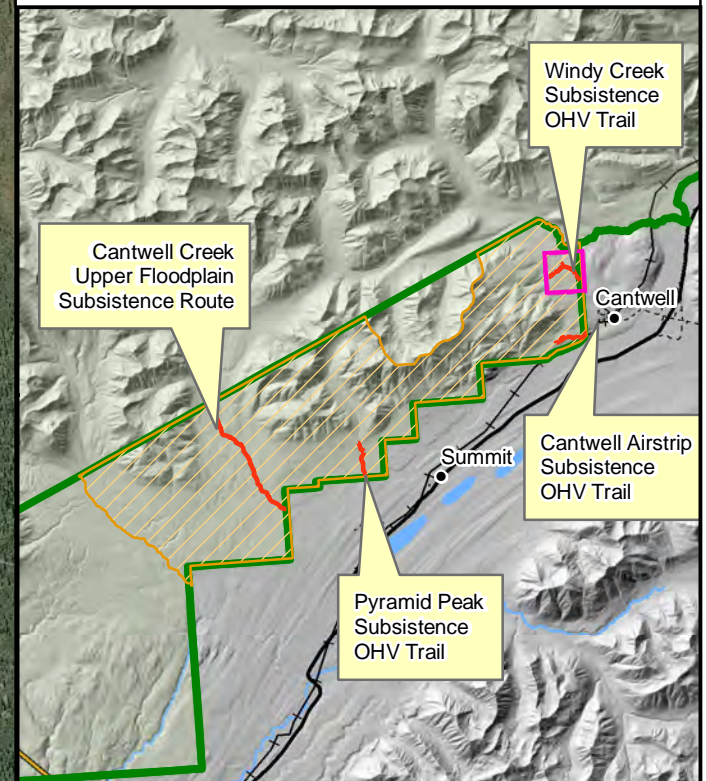 Windy Creek
Subsistence
OHV Trail
Cantwell Creek
Upper Floodplain
Subsistence Route
Cantwell
Summit
Cantwell Airstrip
Subsistence
OHV Trail
Pyramid Peak
Subsistence
OHV Trail